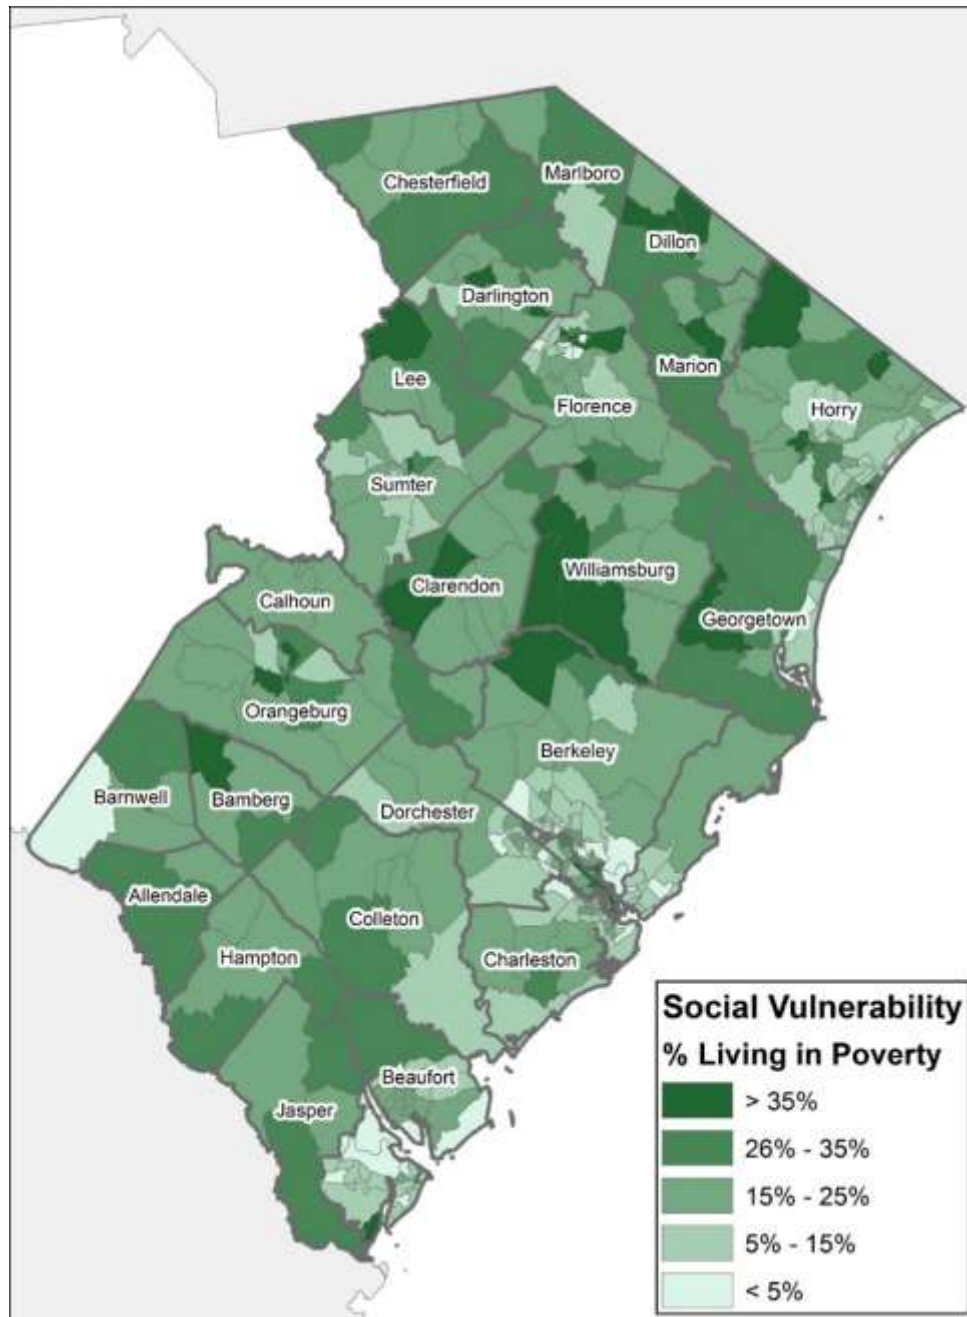 Chesterfield
Marlboro
Dillon
Darlington
Marion
Lee
Florence
Horry
Sumter
Clarendon
Williamsburg
Calhoun
Georgetown
Orangeburg
Berkeley
Barnwell
Bamberg
Dorchester
Allendale
Colleton
Hampton
Charleston
Beaufort
Jasper
Social Vulnerability
% Living in Poverty
> 35%
26% - 35%
15% - 25%
5% - 15%
< 5%